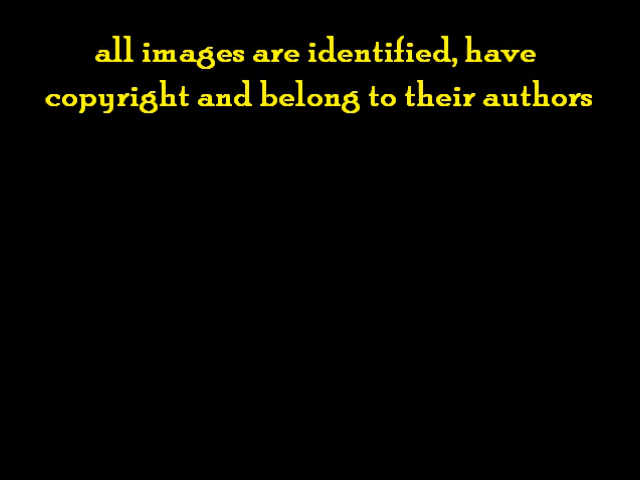 all images are identified, have
copyright and belong to their authors